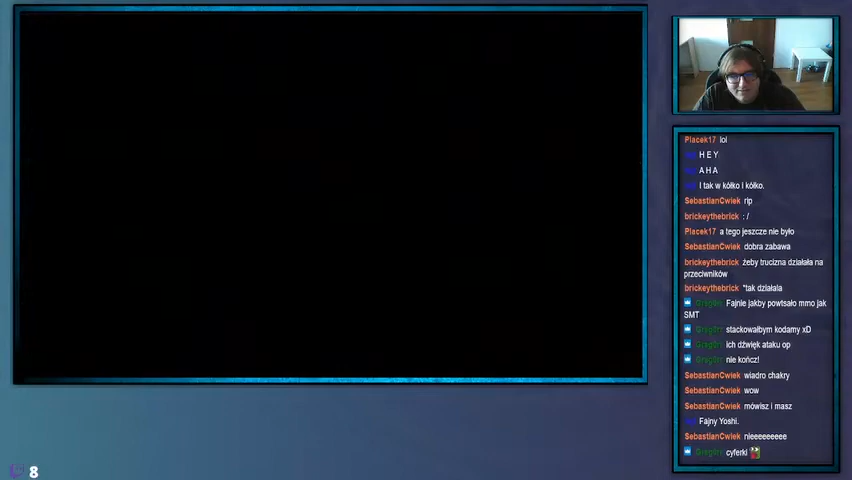 Placek17 lol
H E Y
A H A
I tak w kółko i kółko.
SebastianCwiek rip
brickeythebrick : /
Placek17 a tego jeszcze nie było
SebastianCwiek dobra zabawa
brickeythebrick żeby trucizna działała na
przeciwników
brickeythebrick *tak działala
Fajnie jakby powtsało mmo jak
SMT
stackowałbym kodamy xD
ich dźwięk ataku op
nie kończ!
SebastianCwiek wiadro chakry
SebastianCwiek wow
SebastianCwiek mówisz i masz
Fajny Yoshi.
SebastianCwiek nieeeeeeeee
cyferki
8